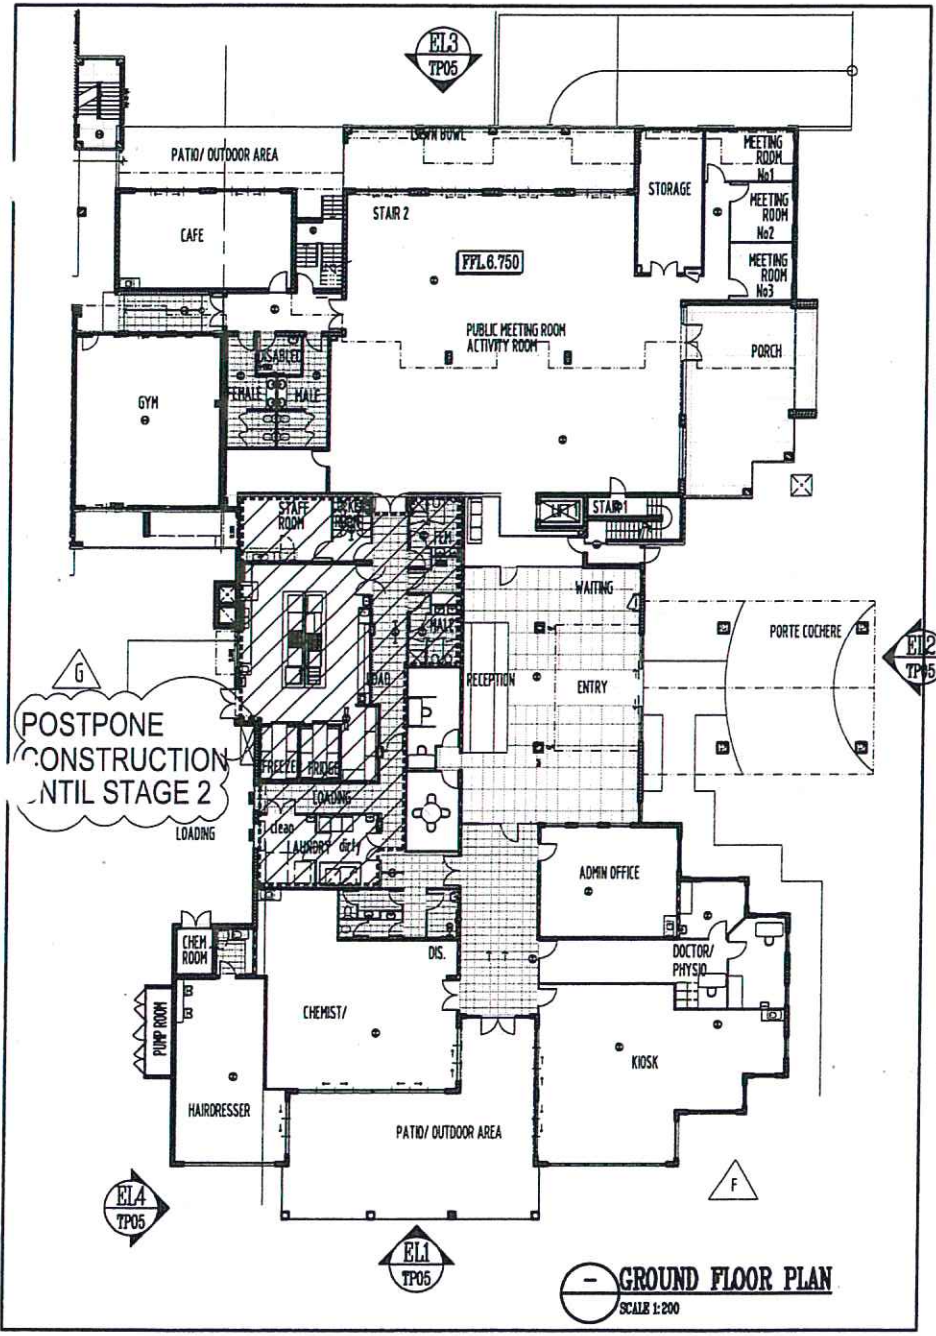 EL3
TP05
LAWN BOWL
PATIO/ OUTDOOR AREA
MEETING
ROOM
No1
STORAGE
MEETING
ROOM
No2
STAIR 2
CAFE
FFL 6.750
MEETING
ROOM
No3
PUBLIC MEETING ROOM
ACTIVITY ROOM
PORCH
DISABLED
FEMALE
MALE
GYM
STAFF
ROOM
LIFT
STAIR 1
FEM
WAITING
MALE
PORTE COCHERE
EL2
TP05
G
RECEPTION
ENTRY
POSTPONE
CONSTRUCTION
UNTIL STAGE 2
FREEZE
FRIDGE
LOADING
LOADING
clean
LAUNDRY
dirty
ADMIN OFFICE
CHEM
ROOM
DIS.
DOCTOR/
PHYSIO
PUMP ROOM
CHEMIST/
KIOSK
HAIRDRESSER
PATIO/ OUTDOOR AREA
EL4
TP05
F
EL1
TP05
GROUND FLOOR PLAN
SCALE 1:200